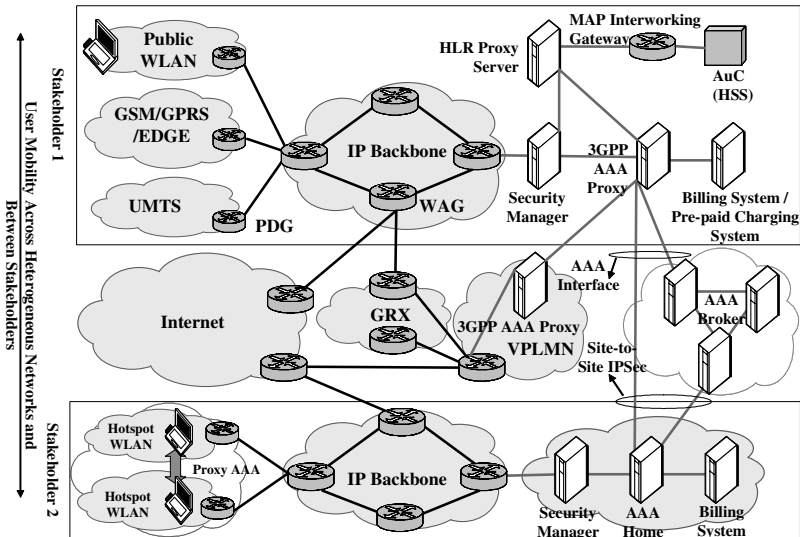 MAP Interworking
Gateway
Public
WLAN
HLR Proxy
Server
AuC
(HSS)
GSM/GPRS
/EDGE
IP Backbone
3GPP
AAA
Proxy
UMTS
PDG
WAG
Security
Manager
Billing System /
Pre-paid Charging
System
Stakeholder 1
User Mobility Across Heterogeneous Networks and
Between Stakeholders
Internet
GRX
3GPP AAA Proxy
VPLMN
AAA
Interface
AAA
Broker
Site-to-
Site IPSec
Stakeholder 2
Hotspot
WLAN
Proxy AAA
Hotspot
WLAN
IP Backbone
Security
Manager
AAA
Home
Billing
System